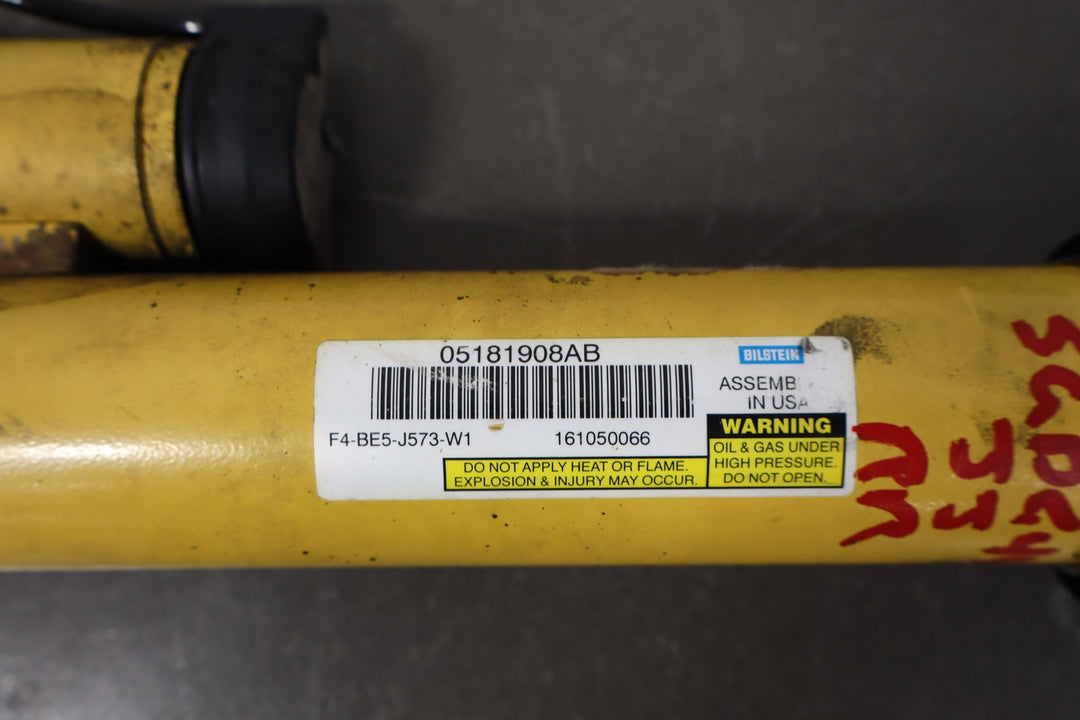 05181908AB
BILSTEIN
ASSEMB
IN USA
F4-BE5-J573-W1
161050066
WARNING
OIL & GAS UNDER
HIGH PRESSURE.
DO NOT OPEN.
DO NOT APPLY HEAT OR FLAME.
EXPLOSION & INJURY MAY OCCUR.